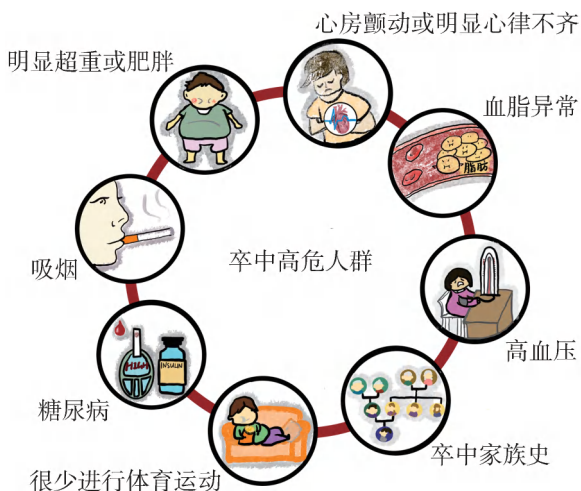 心房颤动或明显心律不齐
明显超重或肥胖
血脂异常
脂肪
吸烟
卒中高危人群
高血压
糖尿病
INSULIN
卒中家族史
很少进行体育运动